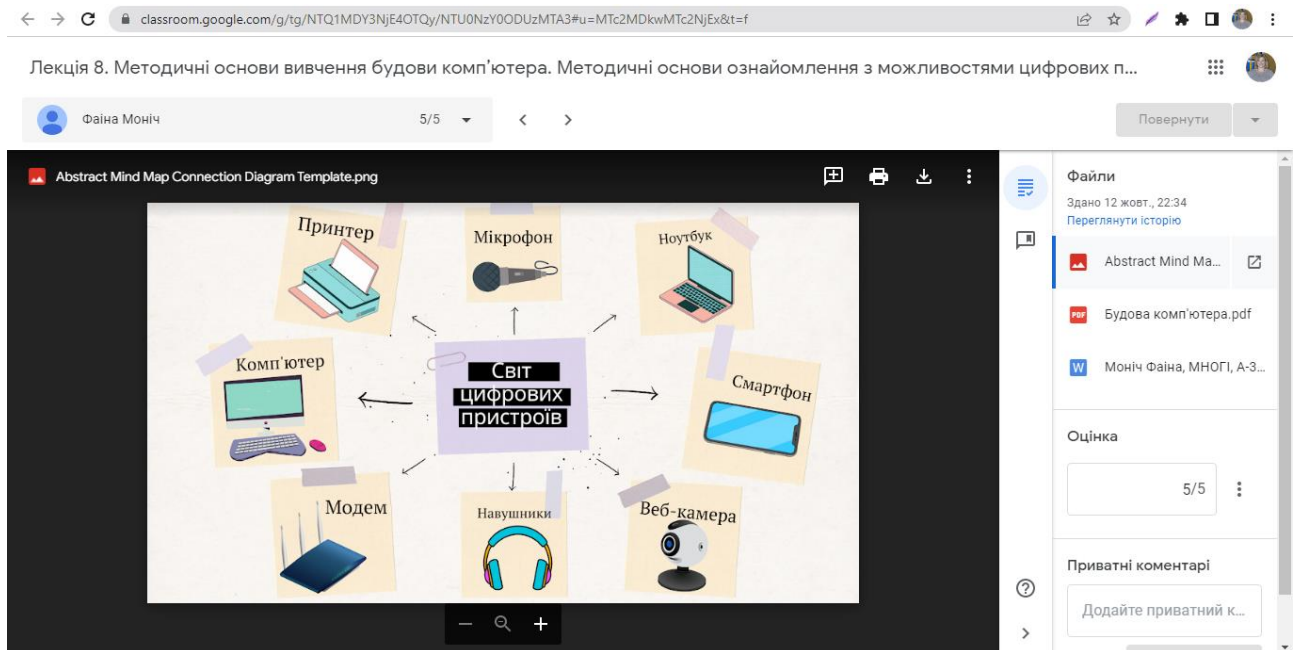 classroom.google.com/g/tg/NTQ1MDY3NjE4OTQy/NTU0NzY0ODUzMTA3#u=MTc2MDkwMTc2NjEx&t=f
Лекція 8. Методичні основи вивчення будови комп'ютера. Методичні основи ознайомлення з можливостями цифрових п...
Фаіна Моніч
5/5
Повернути
Abstract Mind Map Connection Diagram Template.png
Принтер
Мікрофон
Ноутбук
Комп'ютер
Світ
цифрових
пристроїв
Смартфон
Модем
Навушники
Веб-камера
Файли
Здано 12 жовт., 22:34
Переглянути історію
Abstract Mind Ma...
PDF
Будова комп'ютера.pdf
W
Моніч Фаіна, МНОГІ, А-З...
Оцінка
5/5
Приватні коментарі
Додайте приватний к...